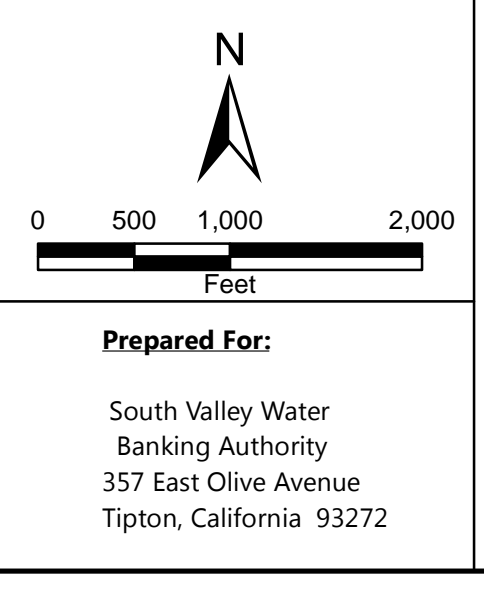 N
0 500 1,000 2,000
Feet
Prepared For:
South Valley Water
Banking Authority
357 East Olive Avenue
Tipton, California 93272